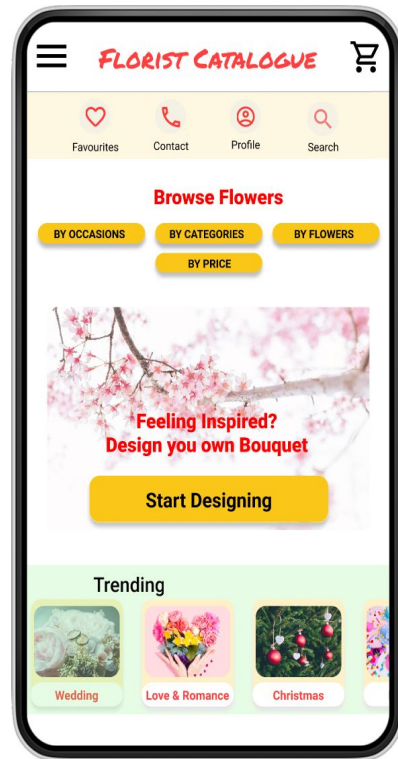 FLORIST CATALOGUE
Favourites Contact Profile Search
Browse Flowers
BY OCCASIONS BY CATEGORIES BY FLOWERS
BY PRICE
Feeling Inspired?
Design you own Bouquet
Start Designing
Trending
Wedding Love & Romance Christmas